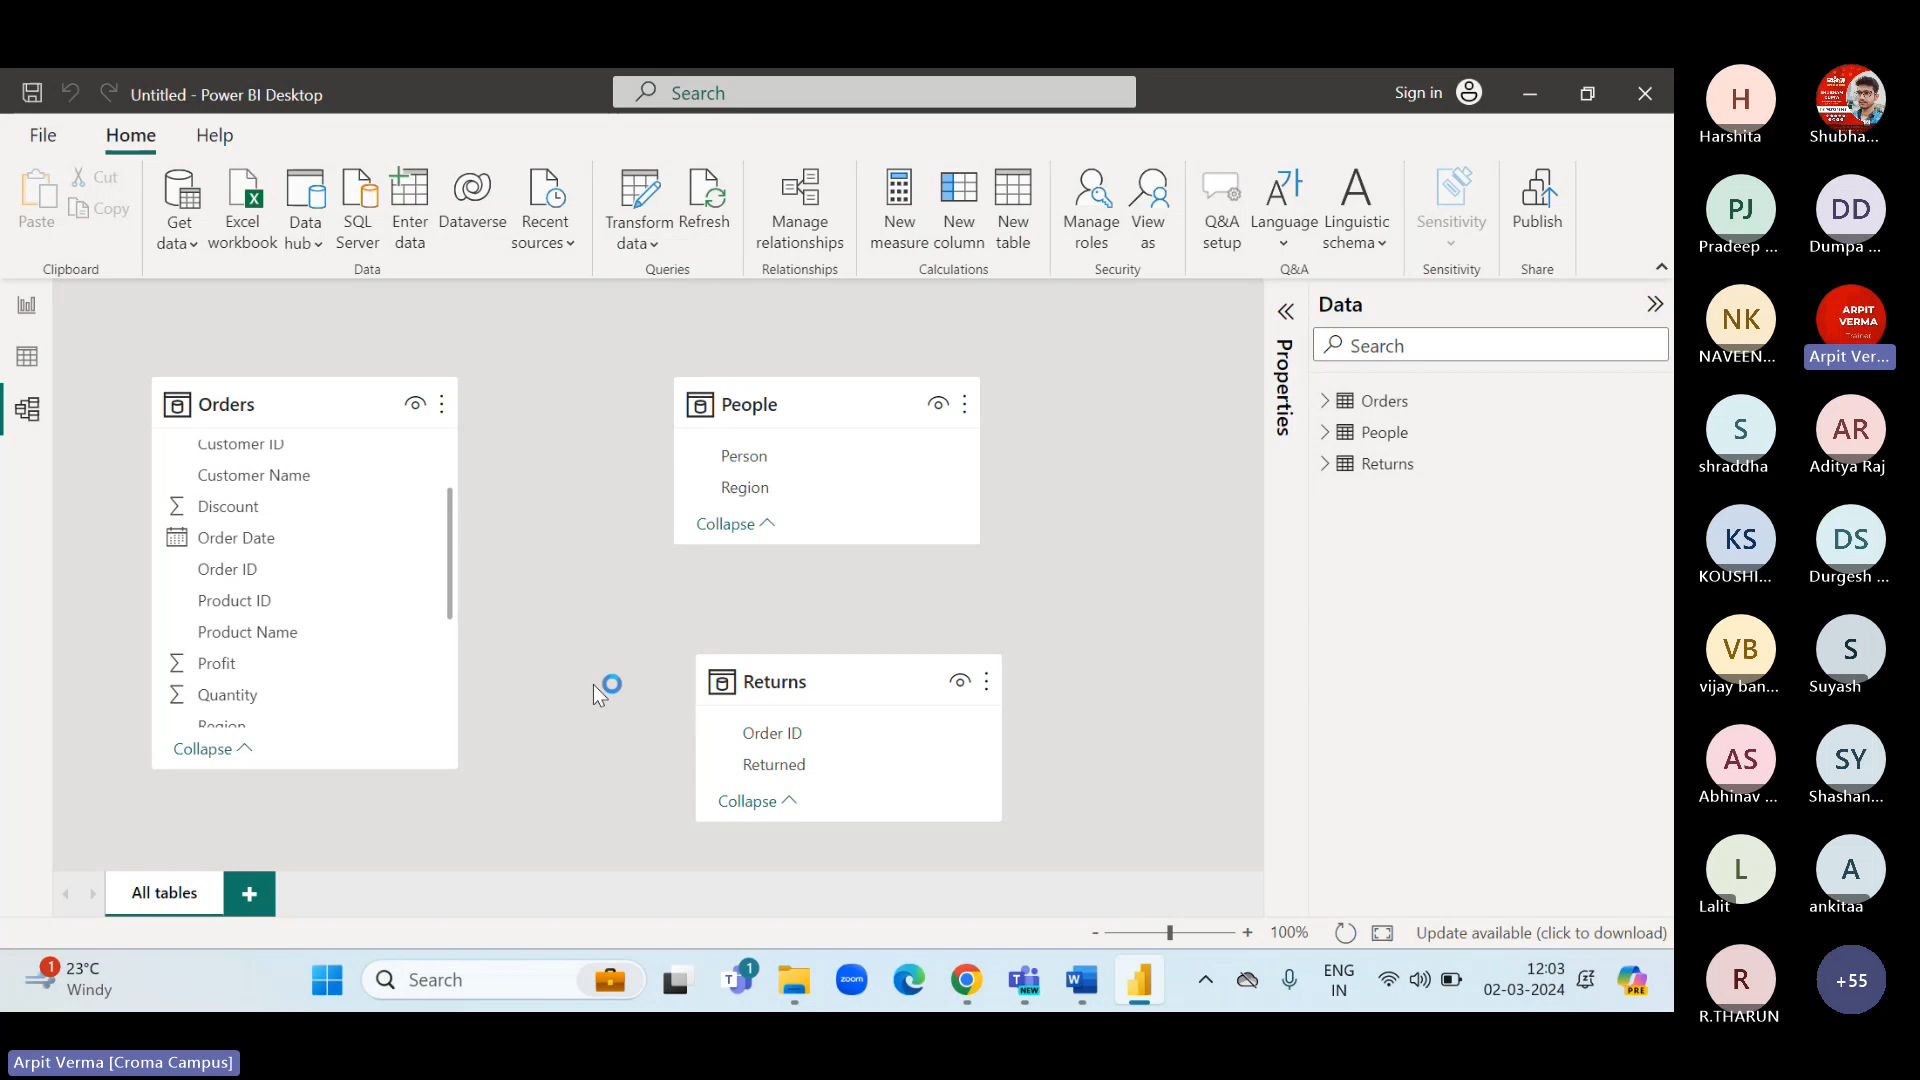 Untitled - Power BI Desktop
Search
Sign in
File
Home
Help
Paste
Cut
Copy
Get data
Excel workbook
Data hub
SQL Server
Enter data
Dataverse
Recent sources
Transform data
Refresh
Manage relationships
New measure
New column
New table
Manage roles
View as
Q&A setup
Language
Linguistic schema
Sensitivity
Publish
Clipboard
Data
Queries
Relationships
Calculations
Security
Q&A
Sensitivity
Share
Orders
Customer ID
Customer Name
Discount
Order Date
Order ID
Product ID
Product Name
Profit
Quantity
Region
Collapse
People
Person
Region
Collapse
Returns
Order ID
Returned
Collapse
Properties
Data
Search
Orders
People
Returns
All tables
+
- + 100%
Update available (click to download)
1
23°C
Windy
Search
1
zoom
NEW
ENG
IN
12:03
02-03-2024
PRE
H
Harshita
Shubha...
PJ
Pradeep ...
DD
Dumpa ...
NK
NAVEEN...
ARPIT
VERMA
Trainer
Arpit Ver...
S
shraddha
AR
Aditya Raj
KS
KOUSHI...
DS
Durgesh ...
VB
vijay ban...
S
Suyash
AS
Abhinav ...
SY
Shashan...
L
Lalit
A
ankitaa
R
R.THARUN
+55
Arpit Verma [Croma Campus]